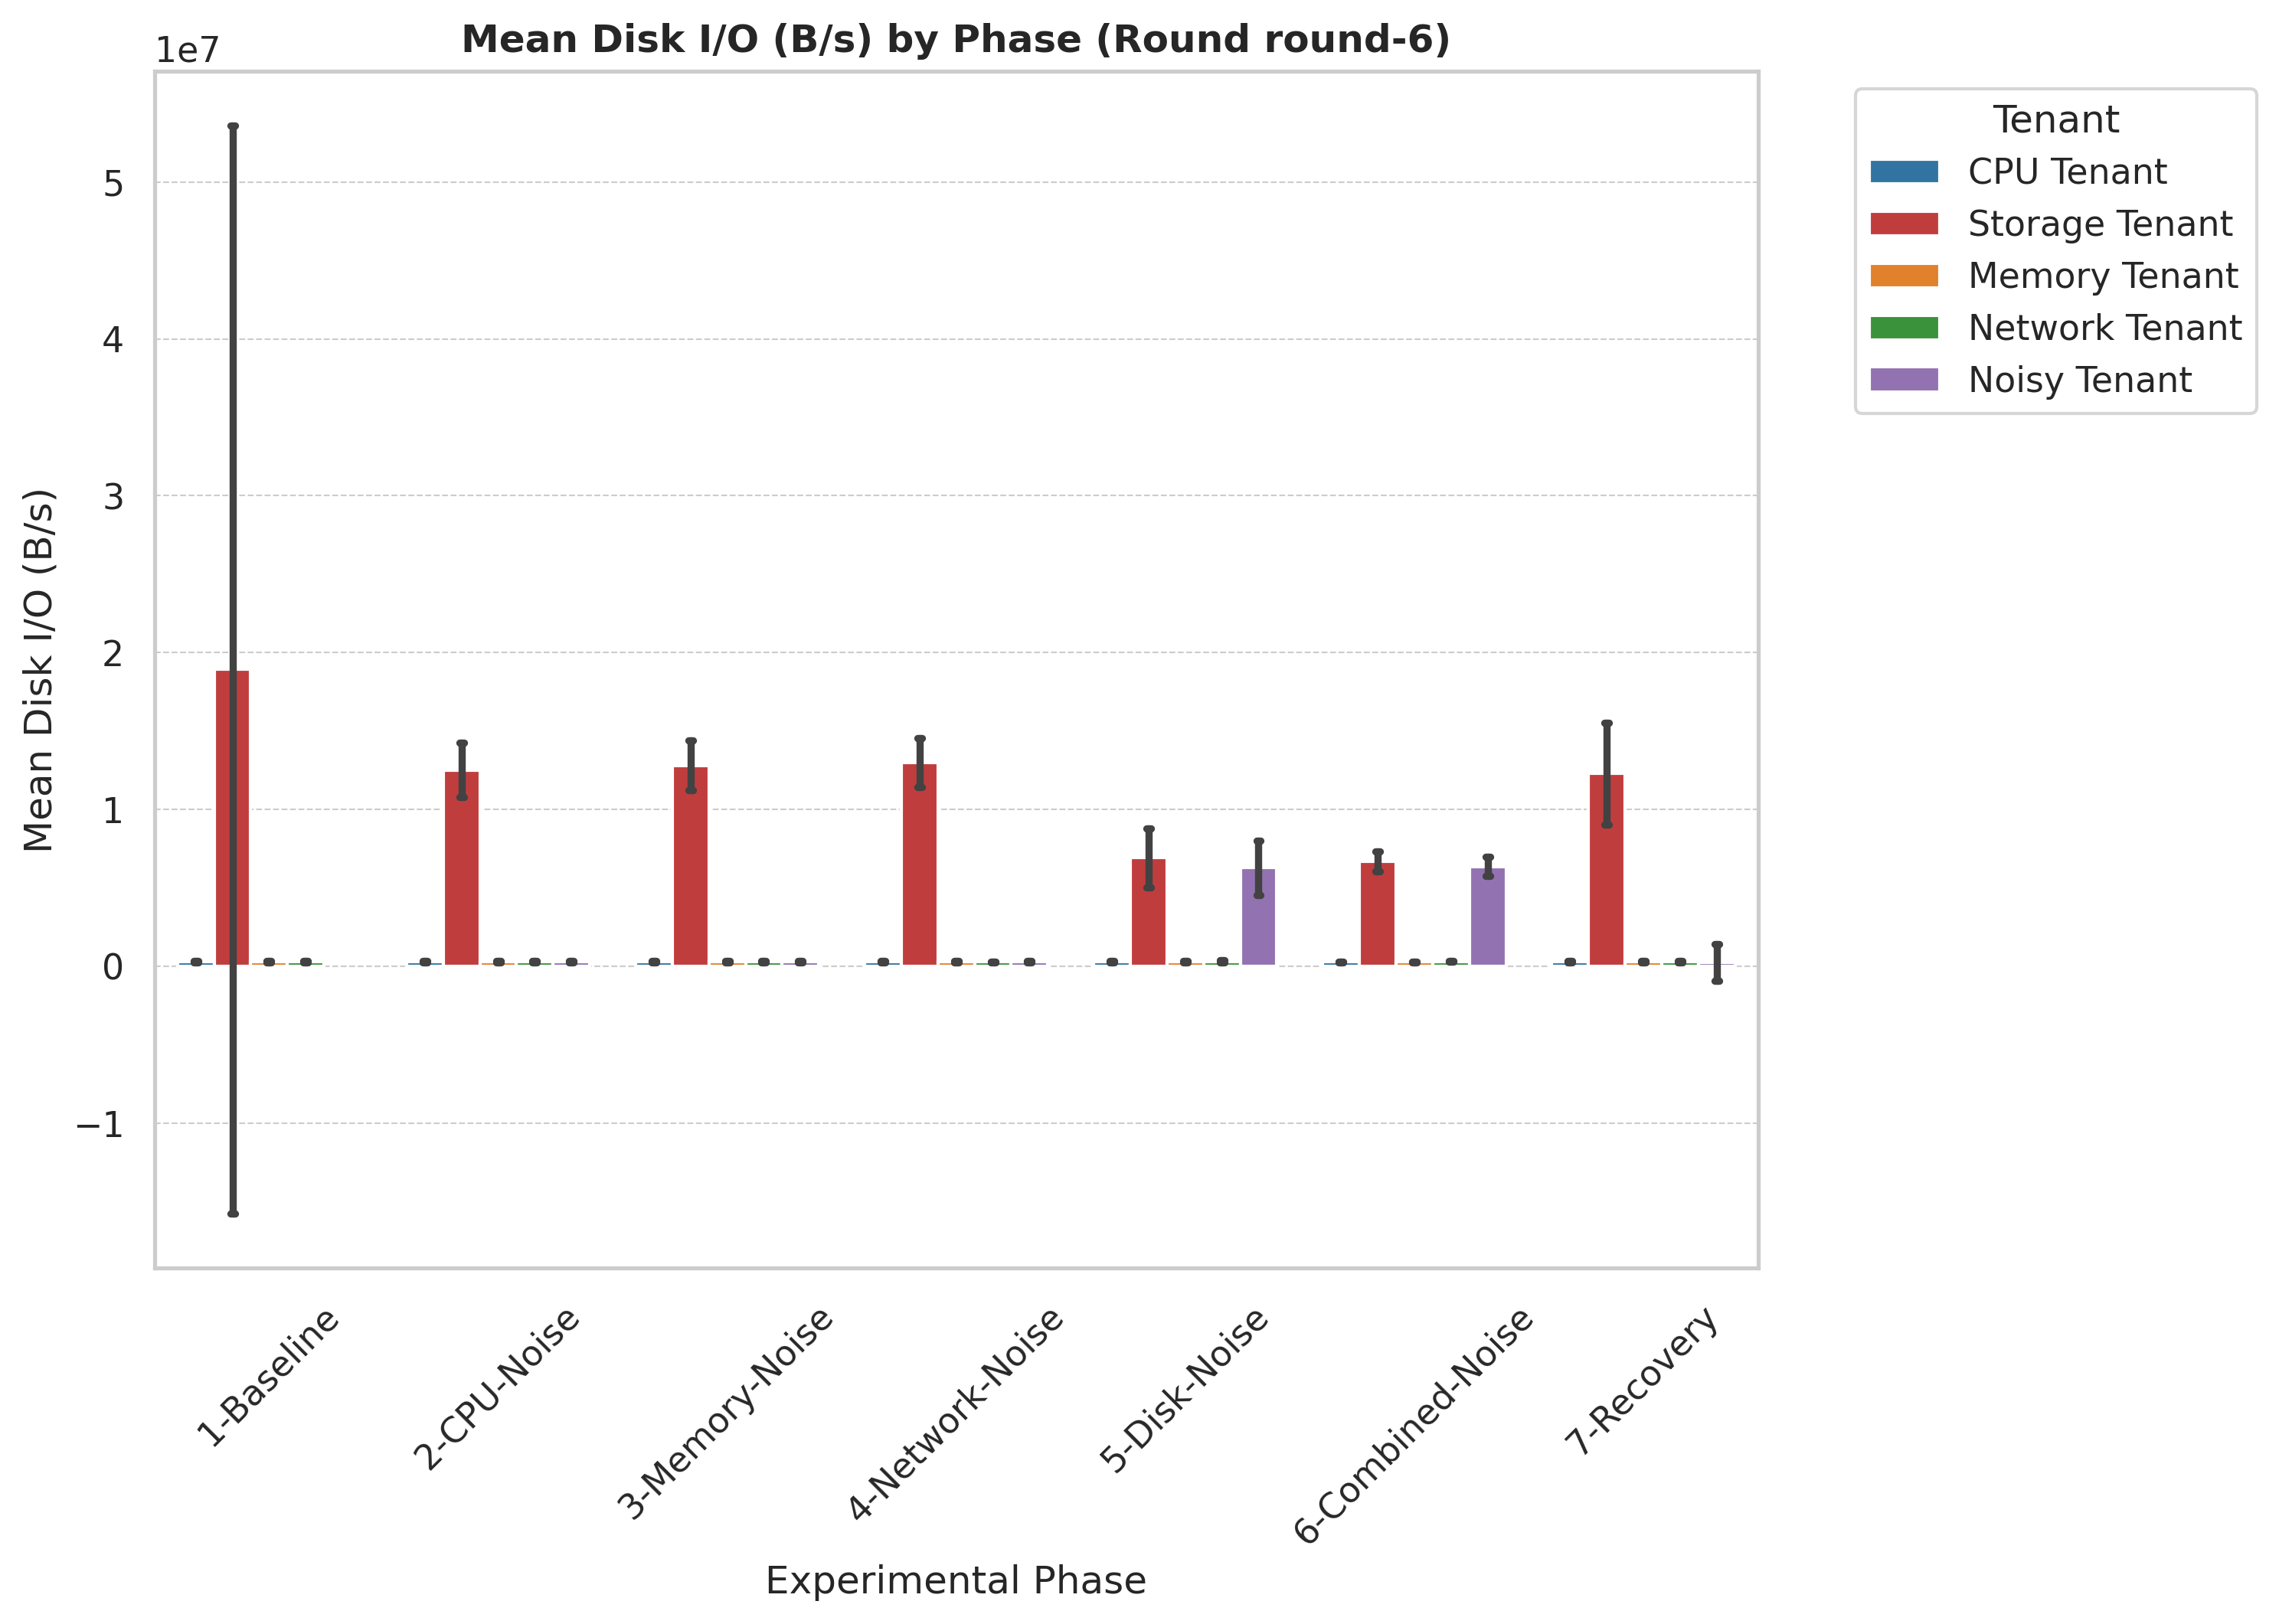 Mean Disk I/O (B/s) by Phase (Round round-6)
1e7
5
4
3
2
1
0
−1
Mean Disk I/O (B/s)
1-Baseline
2-CPU-Noise
3-Memory-Noise
4-Network-Noise
5-Disk-Noise
6-Combined-Noise
7-Recovery
Experimental Phase
Tenant
CPU Tenant
Storage Tenant
Memory Tenant
Network Tenant
Noisy Tenant